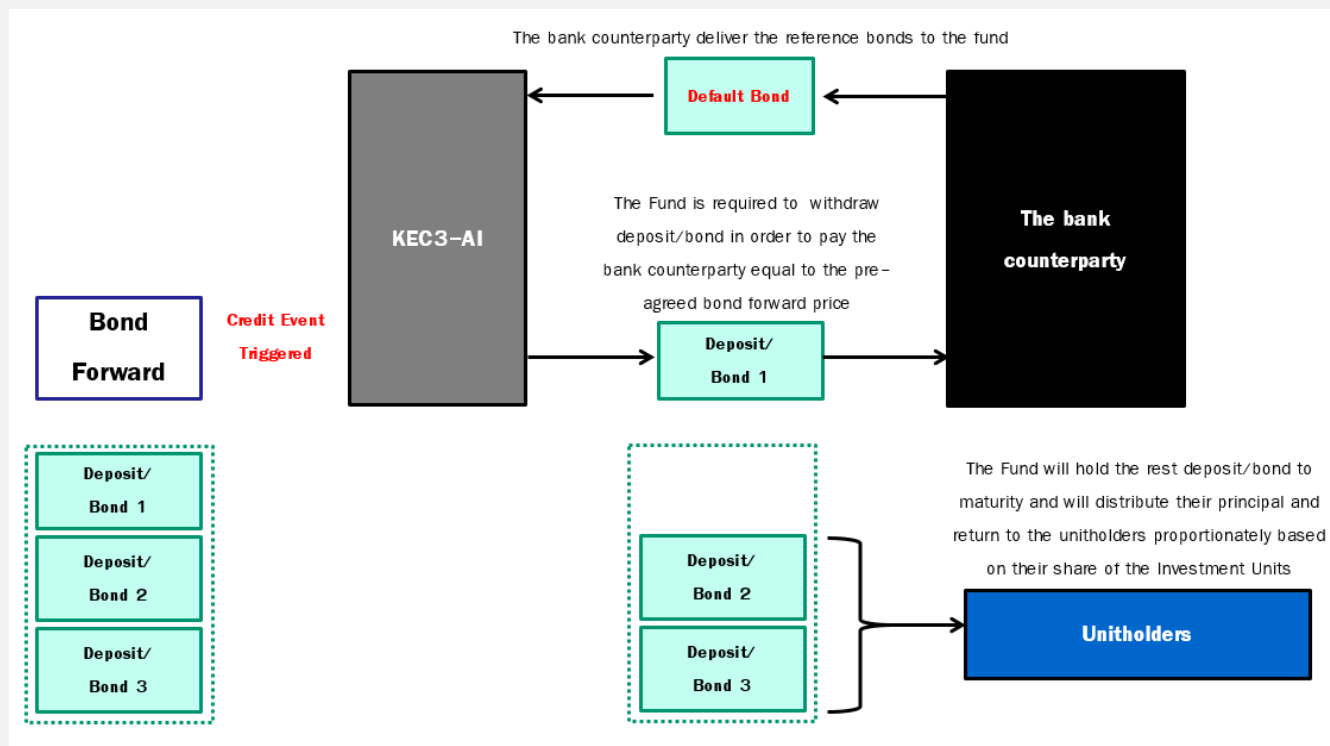 The bank counterparty deliver the reference bonds to the fund
Default Bond
KEC3-AI
The bank
counterparty
The Fund is required to withdraw
deposit/bond in order to pay the
bank counterparty equal to the pre-
agreed bond forward price
Bond
Forward
Credit Event
Triggered
Deposit/
Bond 1
Deposit/
Bond 1
Deposit/
Bond 2
Deposit/
Bond 3
Deposit/
Bond 2
Deposit/
Bond 3
The Fund will hold the rest deposit/bond to
maturity and will distribute their principal and
return to the unitholders proportionately based
on their share of the Investment Units
Unitholders